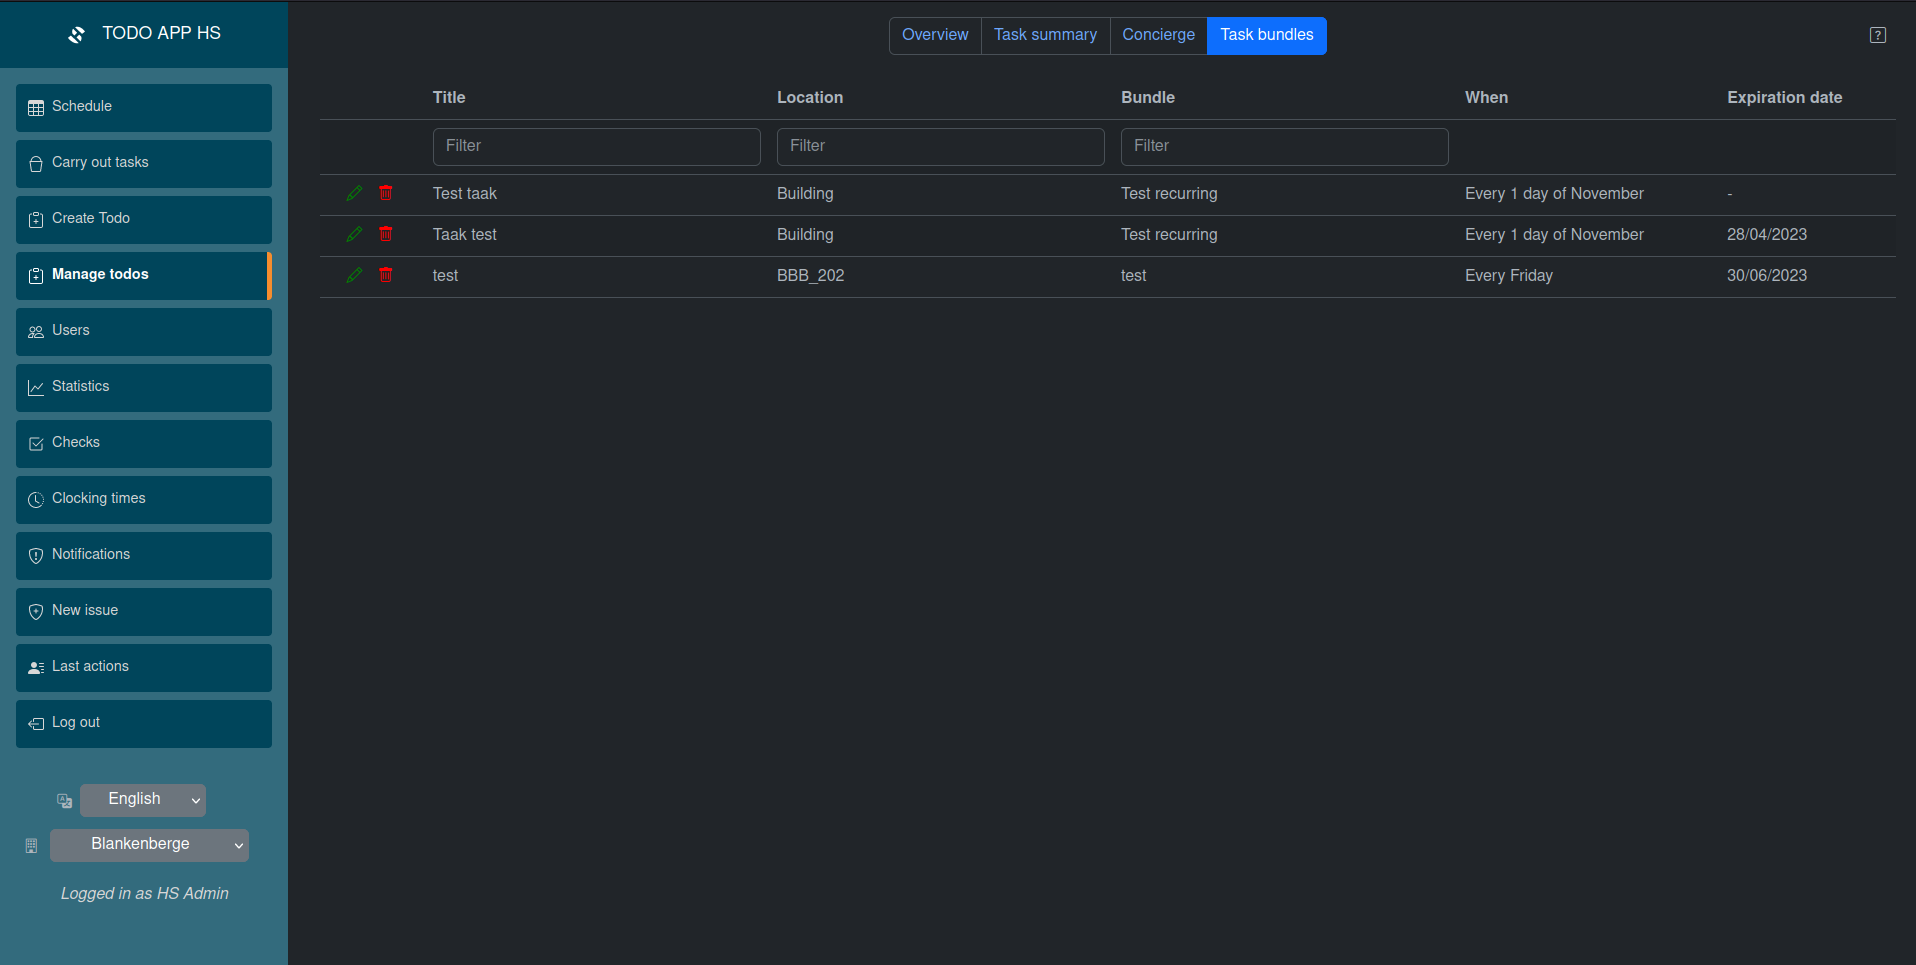 TODO APP HS
Schedule
Carry out tasks
Create Todo
Manage todos
Users
Statistics
Checks
Clocking times
Notifications
New issue
Last actions
Log out
English
Blankenberge
Logged in as HS Admin
Overview Task summary Concierge Task bundles
?
Title Location Bundle When Expiration date
Filter Filter Filter
Test taak Building Test recurring Every 1 day of November -
Taak test Building Test recurring Every 1 day of November 28/04/2023
test BBB_202 test Every Friday 30/06/2023